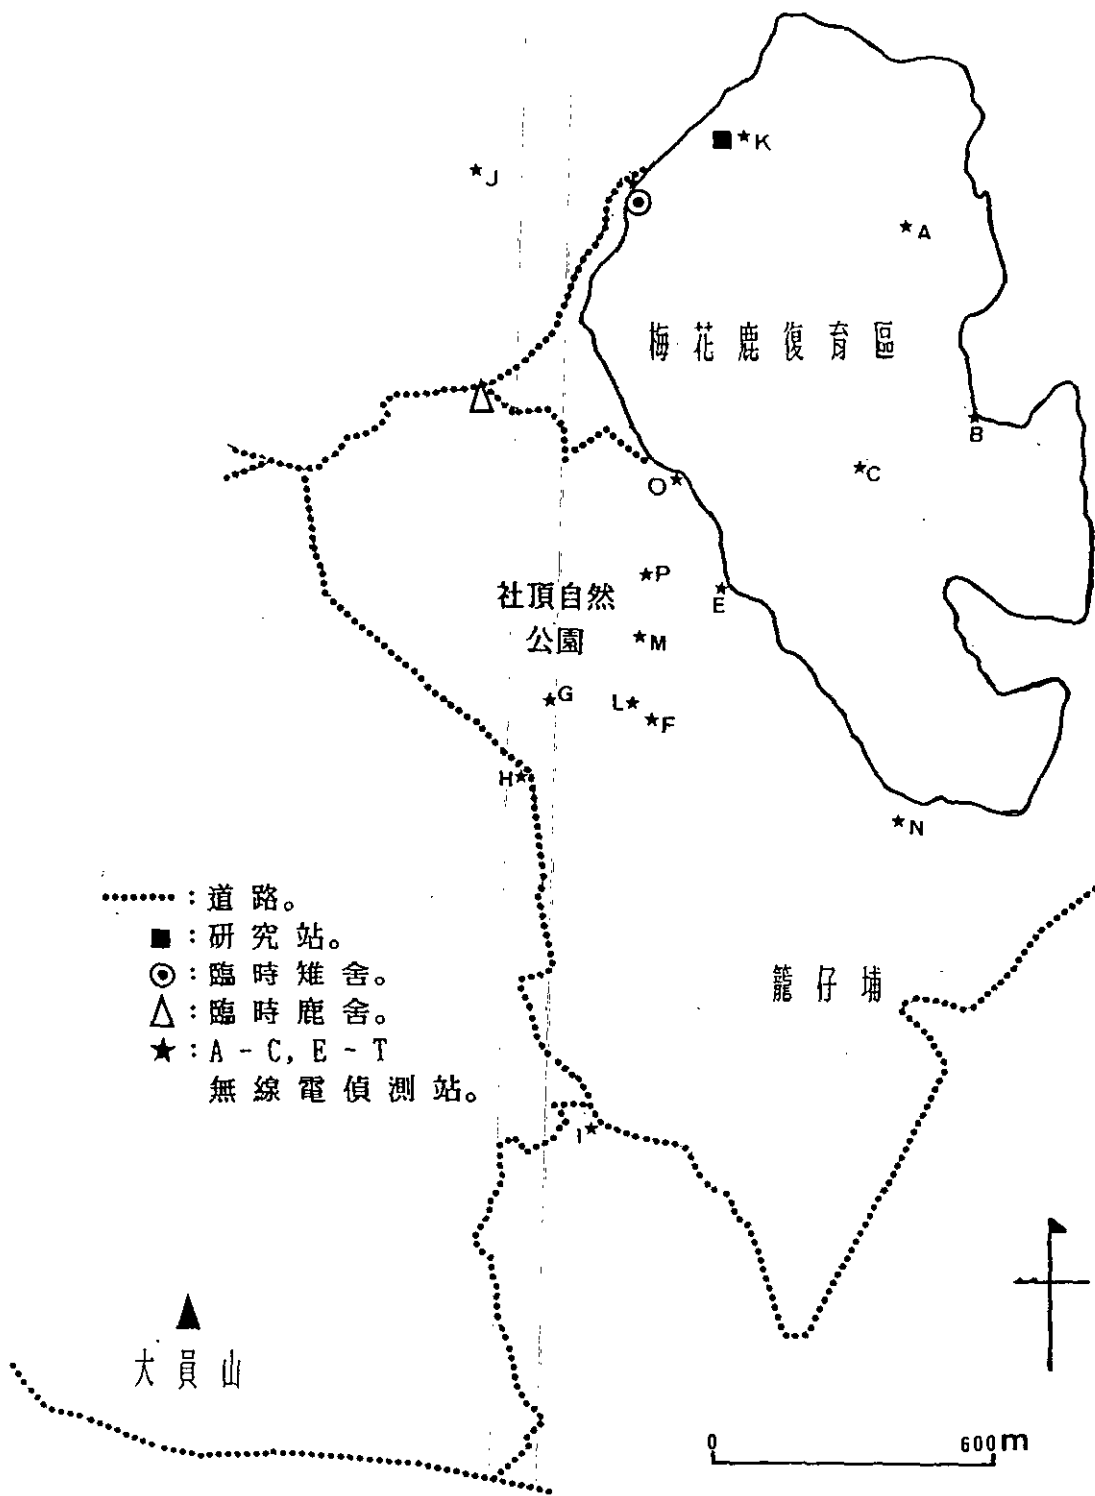 K
J
A
梅花鹿復育區
B
C
O
P
E
社頂自然
公園
M
G
L
F
H
N
:道路。
:研究站。
:臨時雉舍。
:臨時鹿舍。
:A-C, E-T
無線電偵測站。
籠仔埔
I
大員山
0 600m